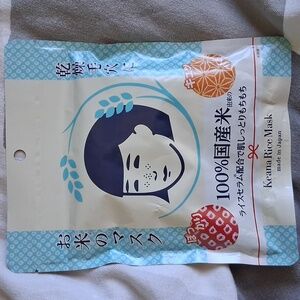 乾燥毛穴に
お米のマスク
100%国産米由来の
ライスセラム配合で肌しっとりもちもち
Keana Rice Mask
made in Japan